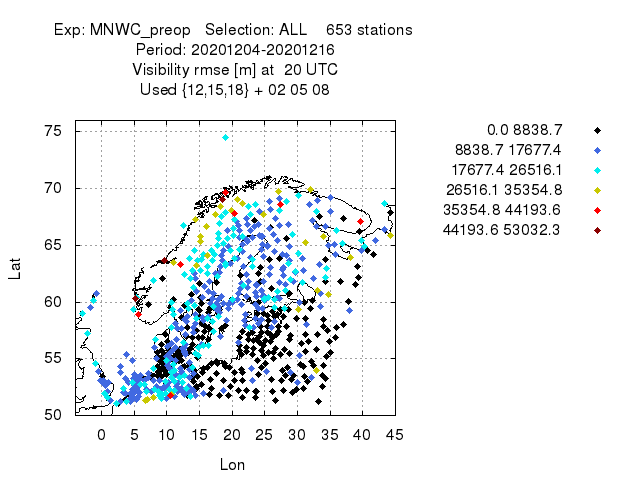 Exp: MNWC_preop   Selection: ALL    653 stations
Period: 20201204-20201216
Visibility rmse [m] at  20 UTC
Used {12,15,18} + 02 05 08
0.0 8838.7
8838.7 17677.4
17677.4 26516.1
26516.1 35354.8
35354.8 44193.6
44193.6 53032.3
75
70
65
60
55
50
Lat
0 5 10 15 20 25 30 35 40 45
Lon